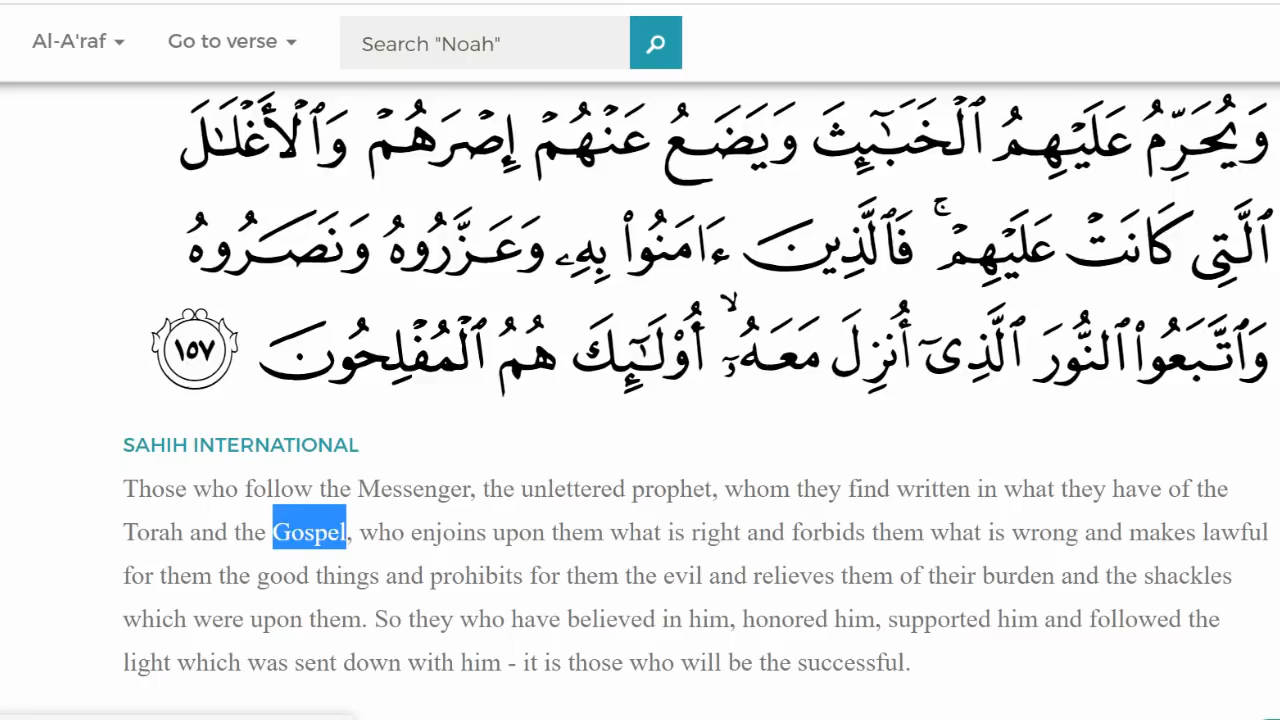 Al-A'raf
Go to verse
Search "Noah"
وَيُحَرِّمُ عَلَيْهِمُ ٱلْخَبَـٰٓئِثَ وَيَضَعُ عَنْهُمْ إِصْرَهُمْ وَٱلْأَغْلَـٰلَ
ٱلَّتِى كَانَتْ عَلَيْهِمْ ۚ فَٱلَّذِينَ ءَامَنُوا۟ بِهِۦ وَعَزَّرُوهُ وَنَصَرُوهُ
وَٱتَّبَعُوا۟ ٱلنُّورَ ٱلَّذِىٓ أُنزِلَ مَعَهُۥٓ ۙ أُو۟لَـٰٓئِكَ هُمُ ٱلْمُفْلِحُونَ ١٥٧
SAHIH INTERNATIONAL
Those who follow the Messenger, the unlettered prophet, whom they find written in what they have of the
Torah and the Gospel, who enjoins upon them what is right and forbids them what is wrong and makes lawful
for them the good things and prohibits for them the evil and relieves them of their burden and the shackles
which were upon them. So they who have believed in him, honored him, supported him and followed the
light which was sent down with him - it is those who will be the successful.